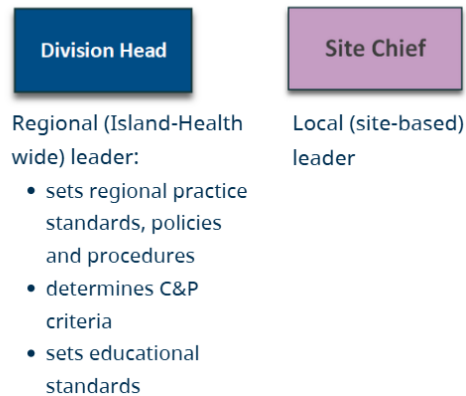 Division Head
Regional (Island-Health
wide) leader:
• sets regional practice
standards, policies
and procedures
• determines C&P
criteria
• sets educational
standards
Site Chief
Local (site-based)
leader